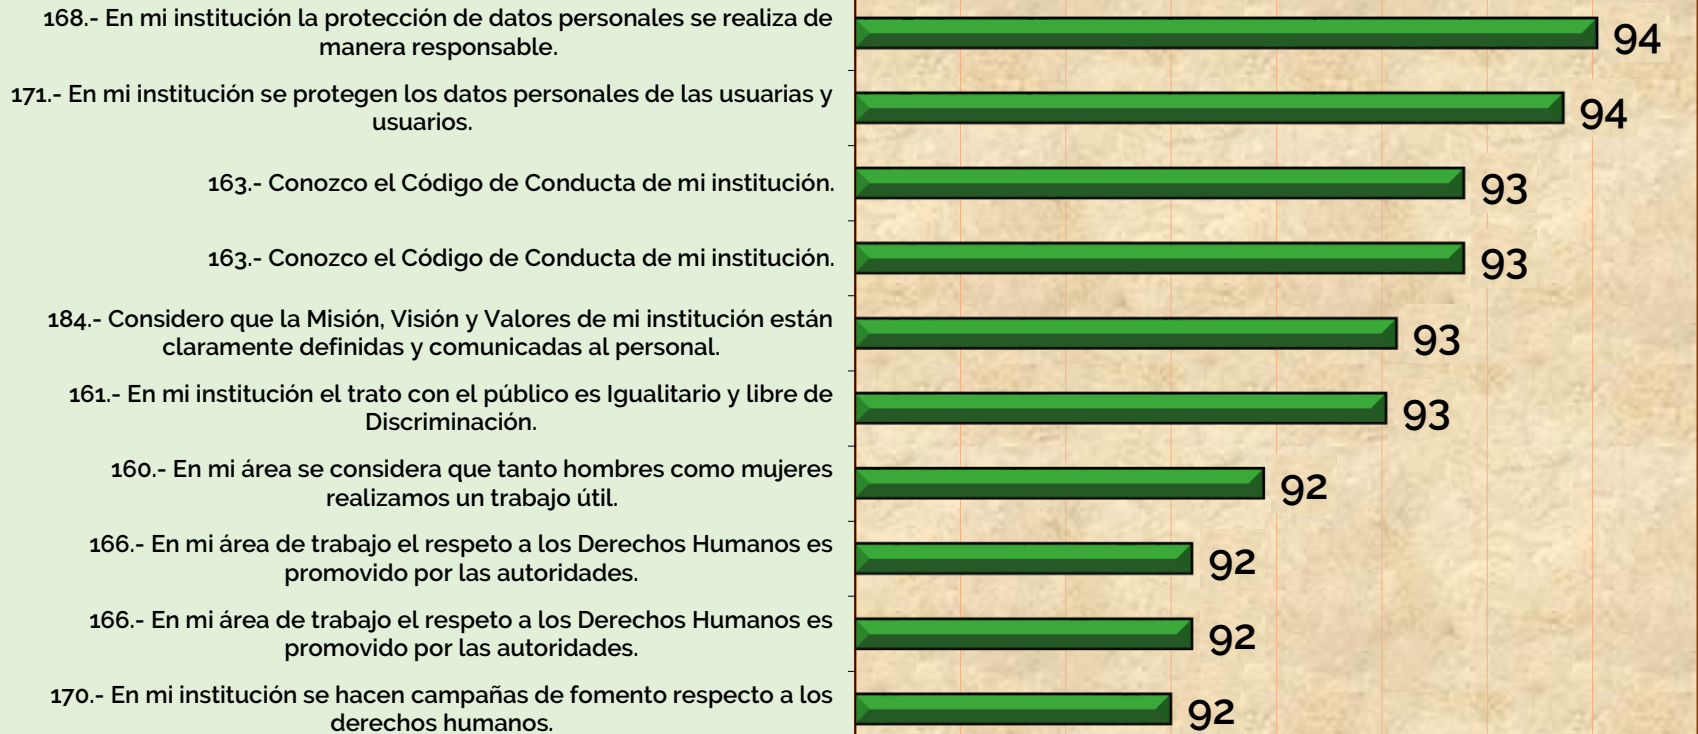 168.- En mi institución la protección de datos personales se realiza de
manera responsable.
94
171.- En mi institución se protegen los datos personales de las usuarias y
usuarios.
94
163.- Conozco el Código de Conducta de mi institución.
93
163.- Conozco el Código de Conducta de mi institución.
93
184.- Considero que la Misión, Visión y Valores de mi institución están
claramente definidas y comunicadas al personal.
93
161.- En mi institución el trato con el público es Igualitario y libre de
Discriminación.
93
160.- En mi área se considera que tanto hombres como mujeres
realizamos un trabajo útil.
92
166.- En mi área de trabajo el respeto a los Derechos Humanos es
promovido por las autoridades.
92
166.- En mi área de trabajo el respeto a los Derechos Humanos es
promovido por las autoridades.
92
170.- En mi institución se hacen campañas de fomento respecto a los
derechos humanos.
92